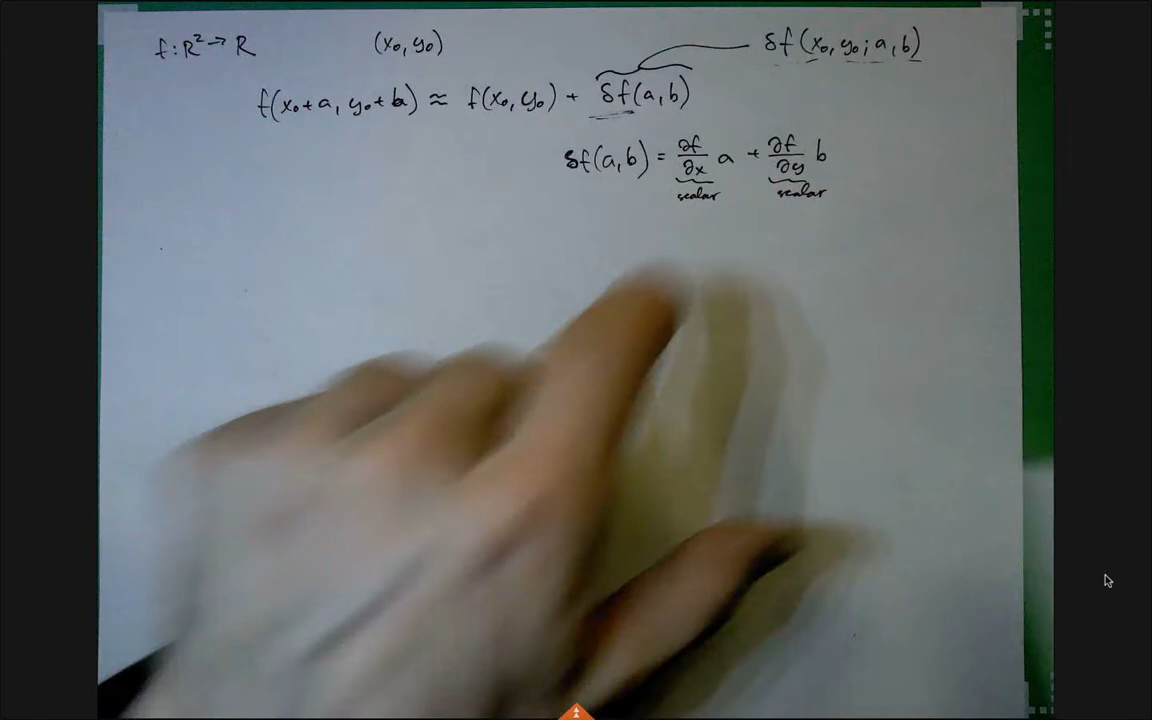 f: R² → R (x₀, y₀) δf(x₀, y₀; a, b)
f(x₀+a, y₀+b) ≈ f(x₀, y₀) + δf(a, b)
δf(a, b) = ∂f/∂x a + ∂f/∂y b
scalar scalar